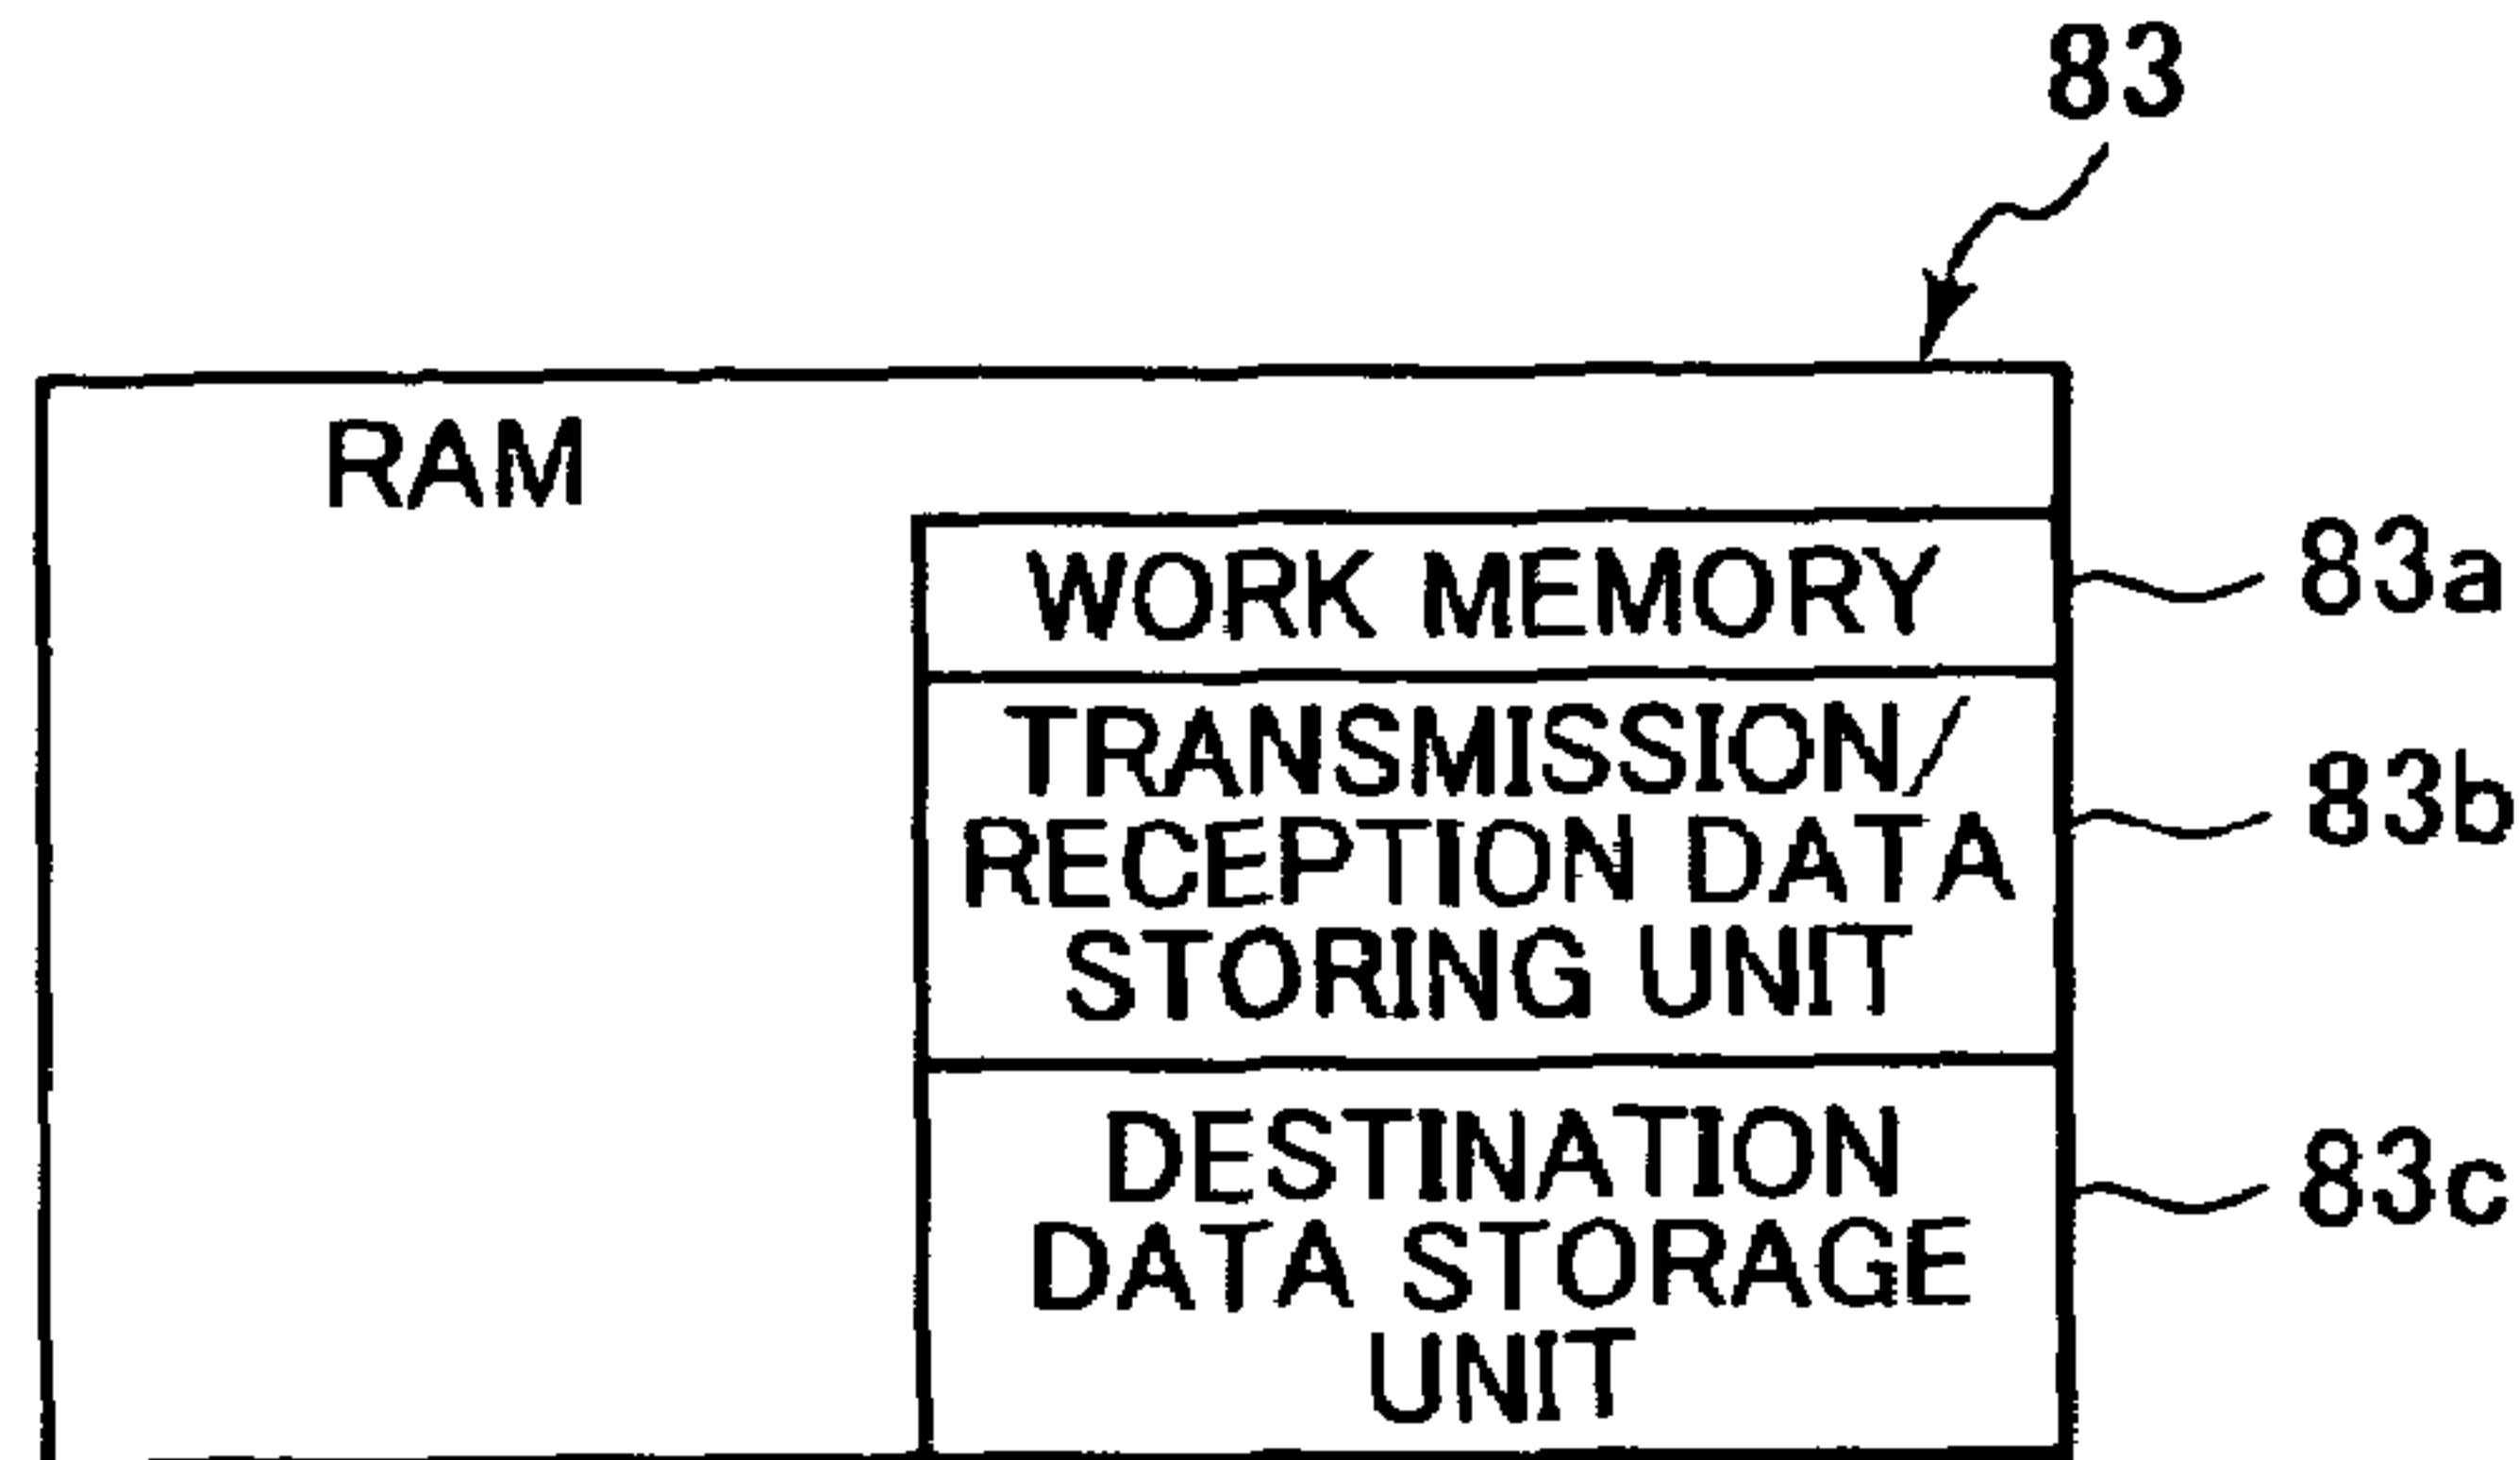 83
RAM
WORK MEMORY
83a
TRANSMISSION/
RECEPTION DATA
STORING UNIT
83b
DESTINATION
DATA STORAGE
UNIT
83c